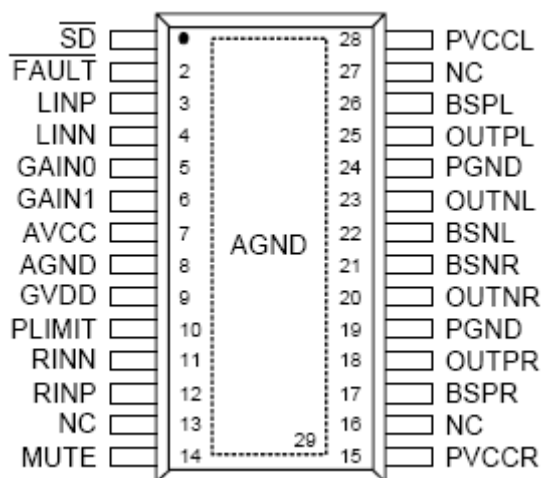 SD 28 PVCCL
FAULT 2 27 NC
LINP 3 26 BSPL
LINN 4 25 OUTPL
GAIN0 5 24 PGND
GAIN1 6 23 OUTNL
AVCC 7 22 BSNL
AGND
AGND 8 21 BSNR
GVDD 9 20 OUTNR
PLIMIT 10 19 PGND
RINN 11 18 OUTPR
RINP 12 17 BSPR
NC 13 16 NC
29
MUTE 14 15 PVCCR